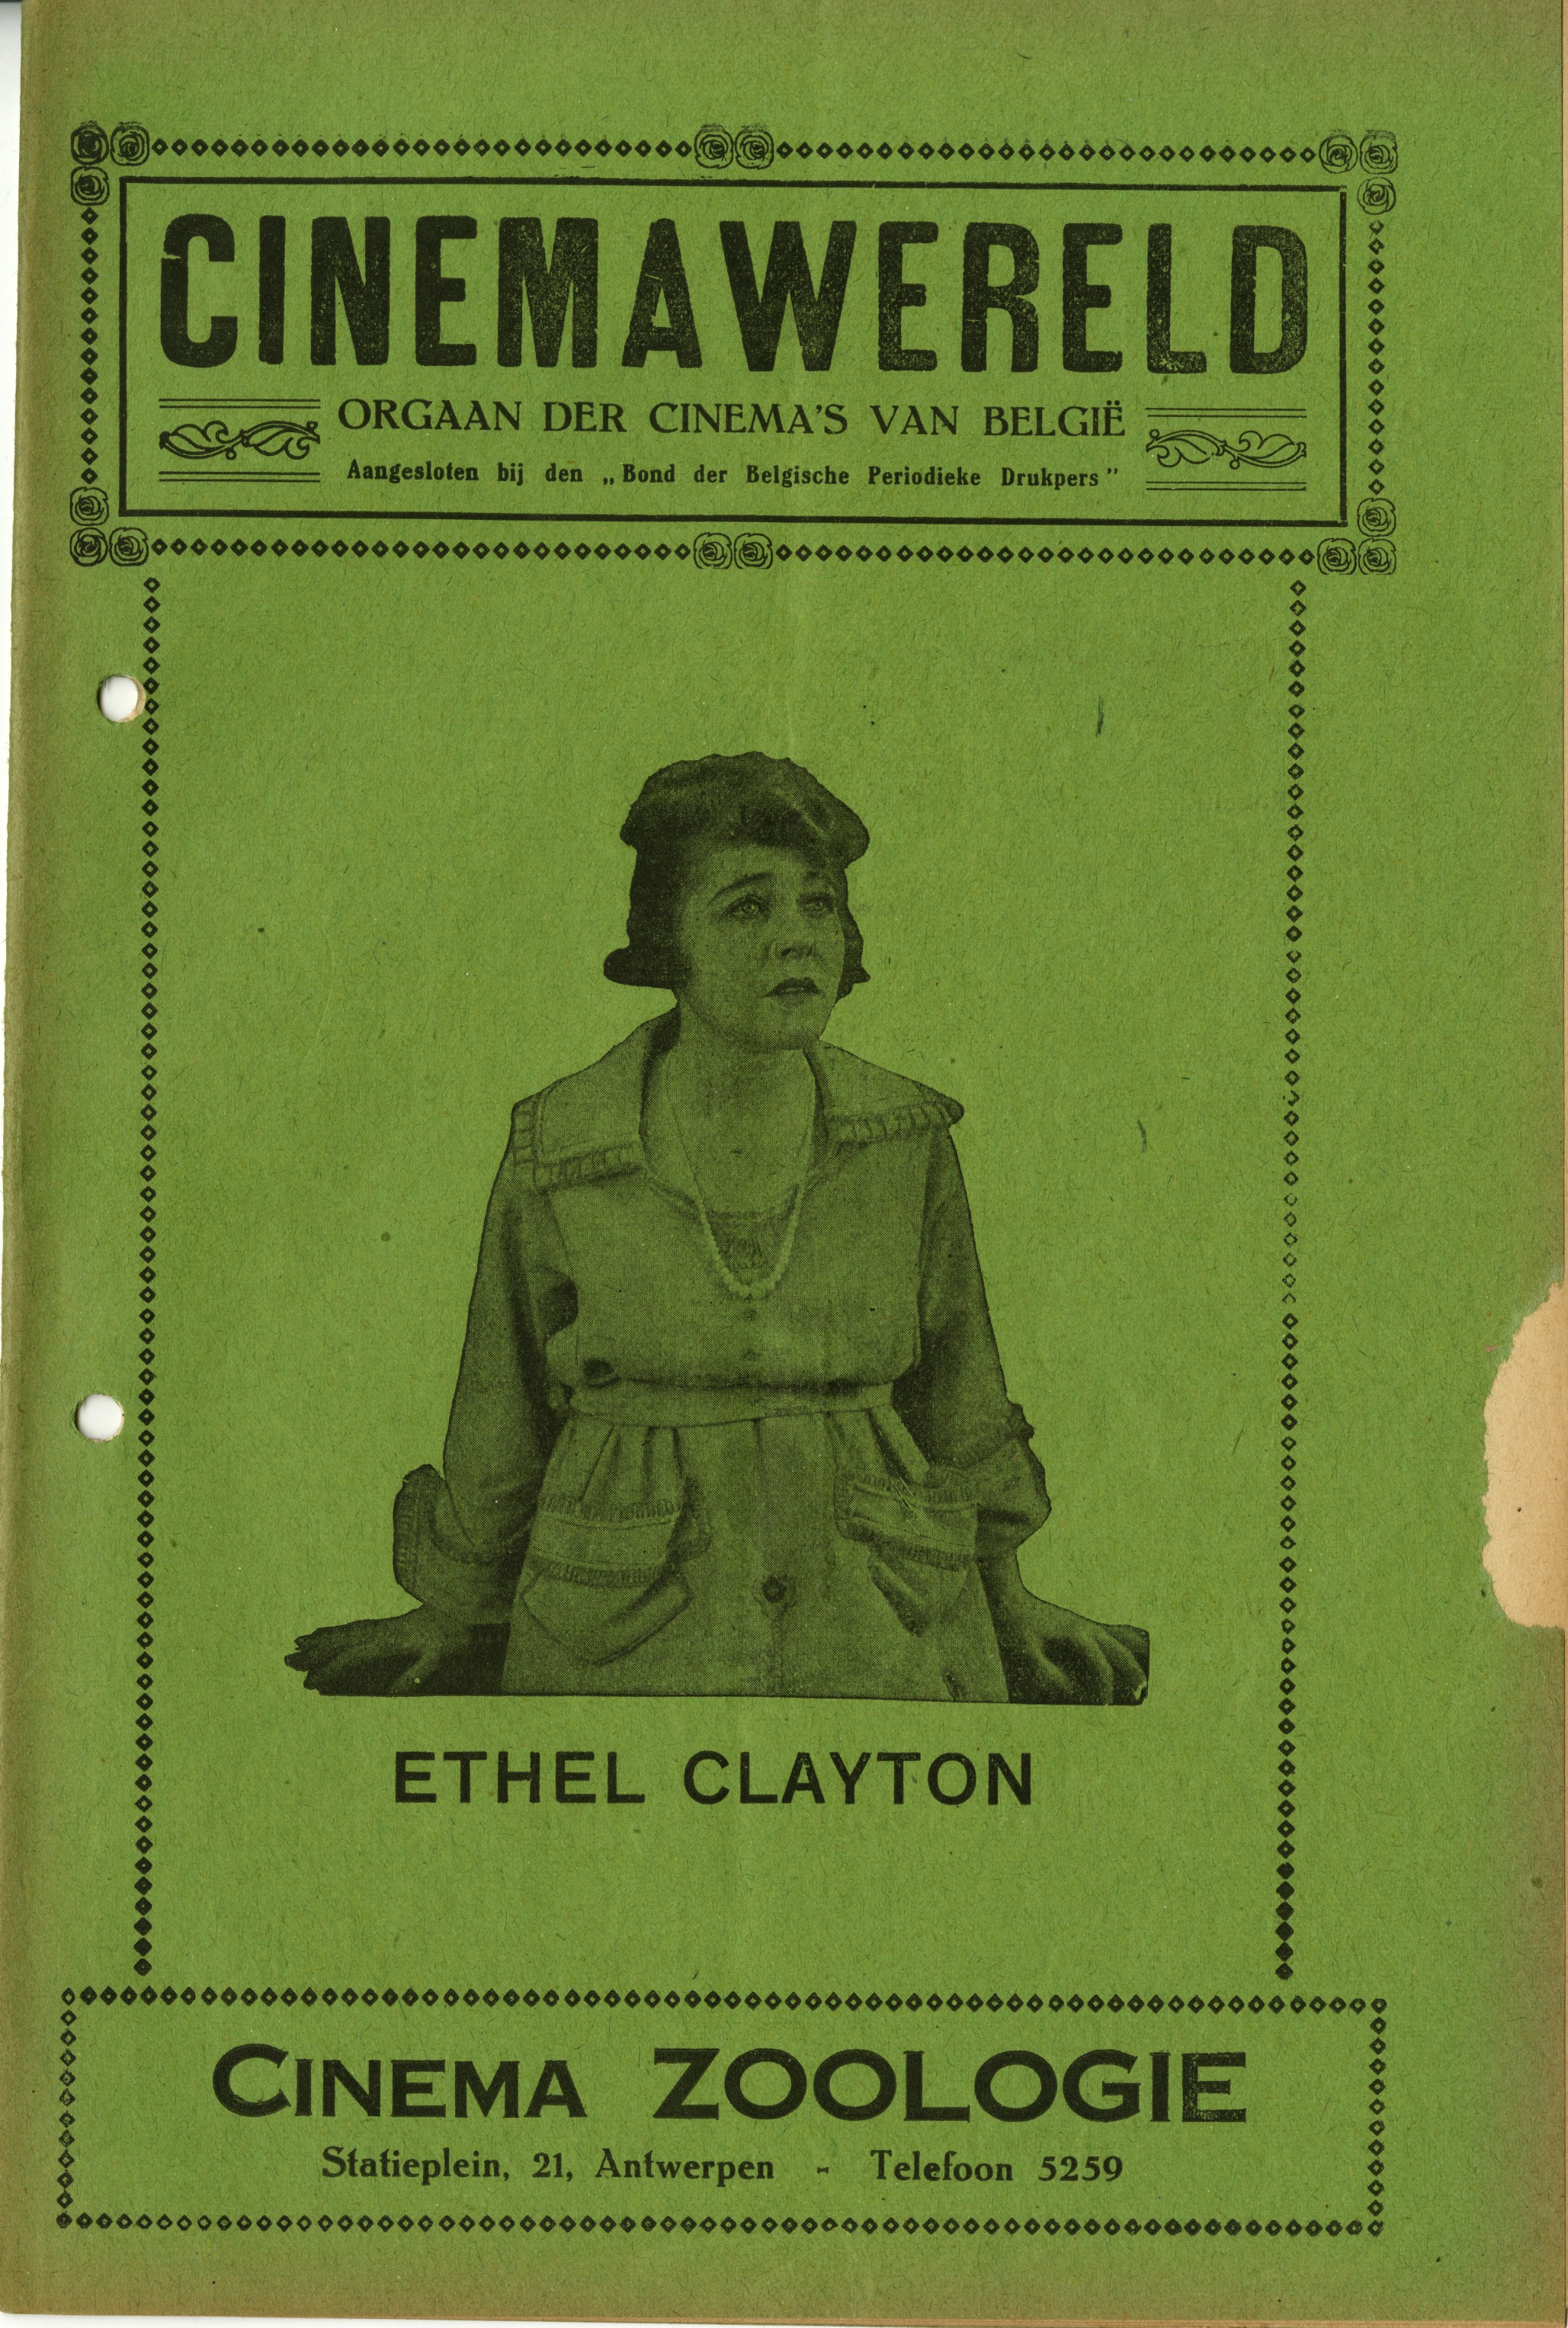 CINEMAWERELD
ORGAAN DER CINEMA'S VAN BELGIË
Aangesloten bij den „Bond der Belgische Periodieke Drukpers”
ETHEL CLAYTON
CINEMA ZOOLOGIE
Statieplein, 21, Antwerpen - Telefoon 5259